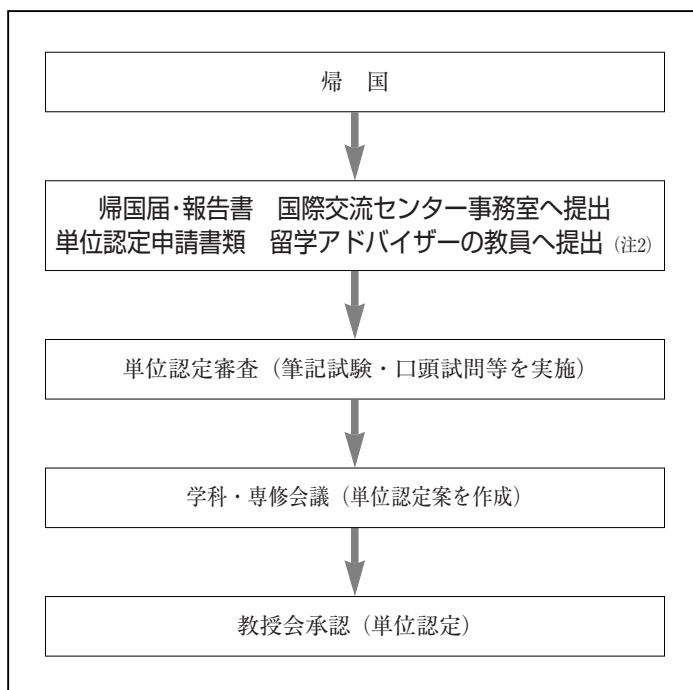 帰　国
帰国届・報告書　国際交流センター事務室へ提出
単位認定申請書類　留学アドバイザーの教員へ提出（注2）
単位認定審査（筆記試験・口頭試問等を実施）
学科・専修会議（単位認定案を作成）
教授会承認（単位認定）